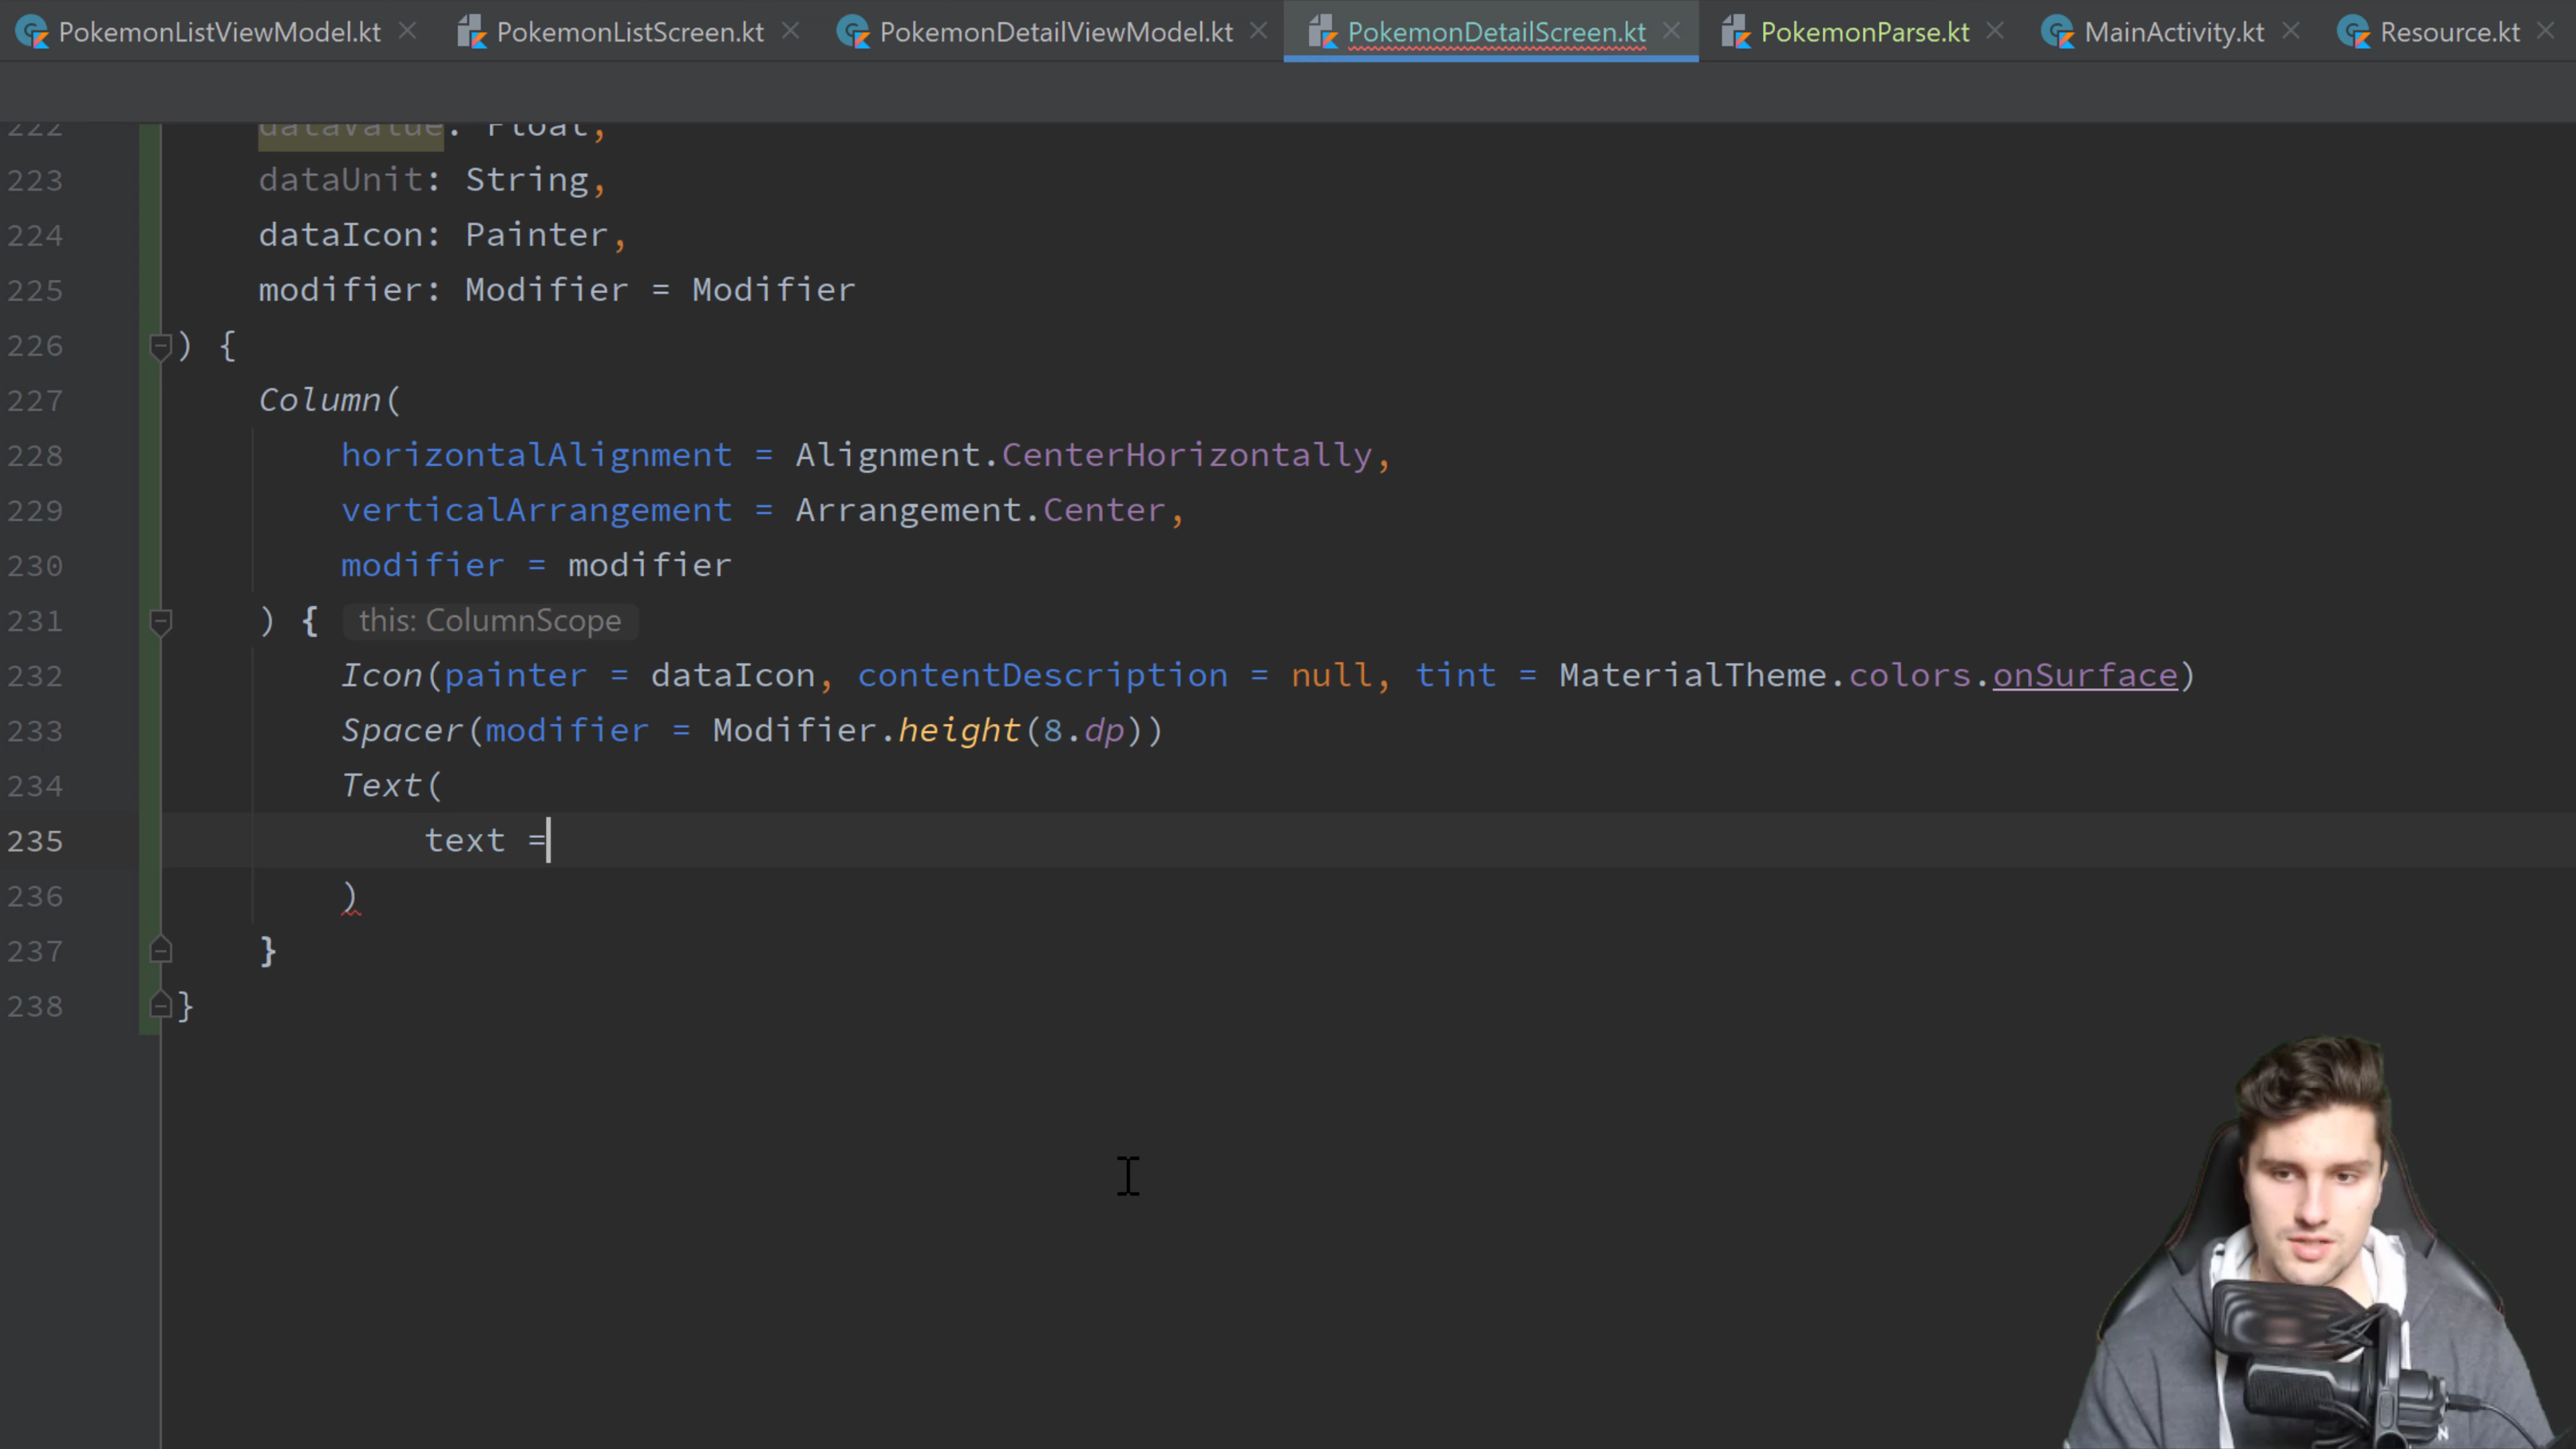 PokemonListViewModel.kt PokemonListScreen.kt PokemonDetailViewModel.kt PokemonDetailScreen.kt PokemonParse.kt MainActivity.kt Resource.kt
222 dataValue: Float,
223 dataUnit: String,
224 dataIcon: Painter,
225 modifier: Modifier = Modifier
226 ) {
227 Column(
228 horizontalAlignment = Alignment.CenterHorizontally,
229 verticalArrangement = Arrangement.Center,
230 modifier = modifier
231 ) { this: ColumnScope
232 Icon(painter = dataIcon, contentDescription = null, tint = MaterialTheme.colors.onSurface)
233 Spacer(modifier = Modifier.height(8.dp))
234 Text(
235 text =
236 )
237 }
238 }